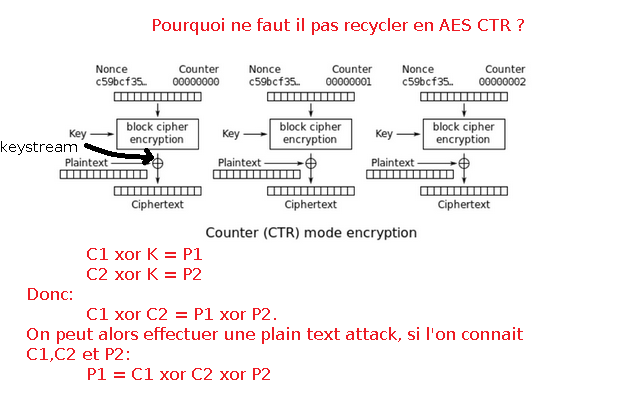 Pourquoi ne faut il pas recycler en AES CTR ?
Nonce Counter Nonce Counter Nonce Counter
c59bcf35… 00000000 c59bcf35… 00000001 c59bcf35… 00000002
Key block cipher encryption Key block cipher encryption Key block cipher encryption
keystream
Plaintext Plaintext Plaintext
Ciphertext Ciphertext Ciphertext
Counter (CTR) mode encryption
C1 xor K = P1
C2 xor K = P2
Donc:
C1 xor C2 = P1 xor P2.
On peut alors effectuer une plain text attack, si l'on connait
C1,C2 et P2:
P1 = C1 xor C2 xor P2